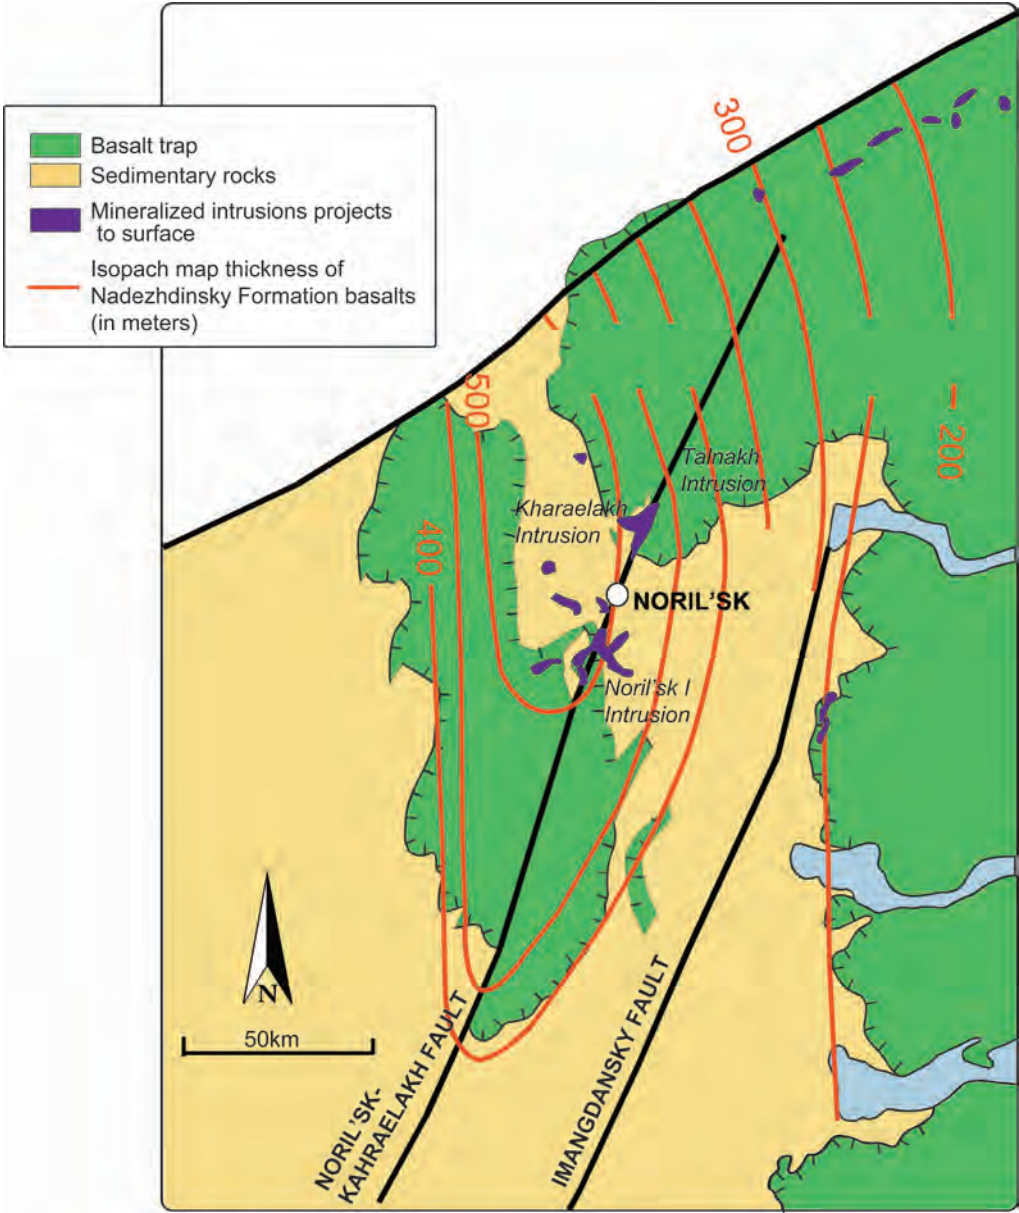 Basalt trap
Sedimentary rocks
Mineralized intrusions projects
to surface
Isopach map thickness of
Nadezhdinsky Formation basalts
(in meters)
300
500
200
400
Talnakh
Intrusion
Kharaelakh
Intrusion
NORIL'SK
Noril'sk I
Intrusion
N
50km
NORIL'SK-
KAHRAELAKH FAULT
IMANGDANSKY FAULT